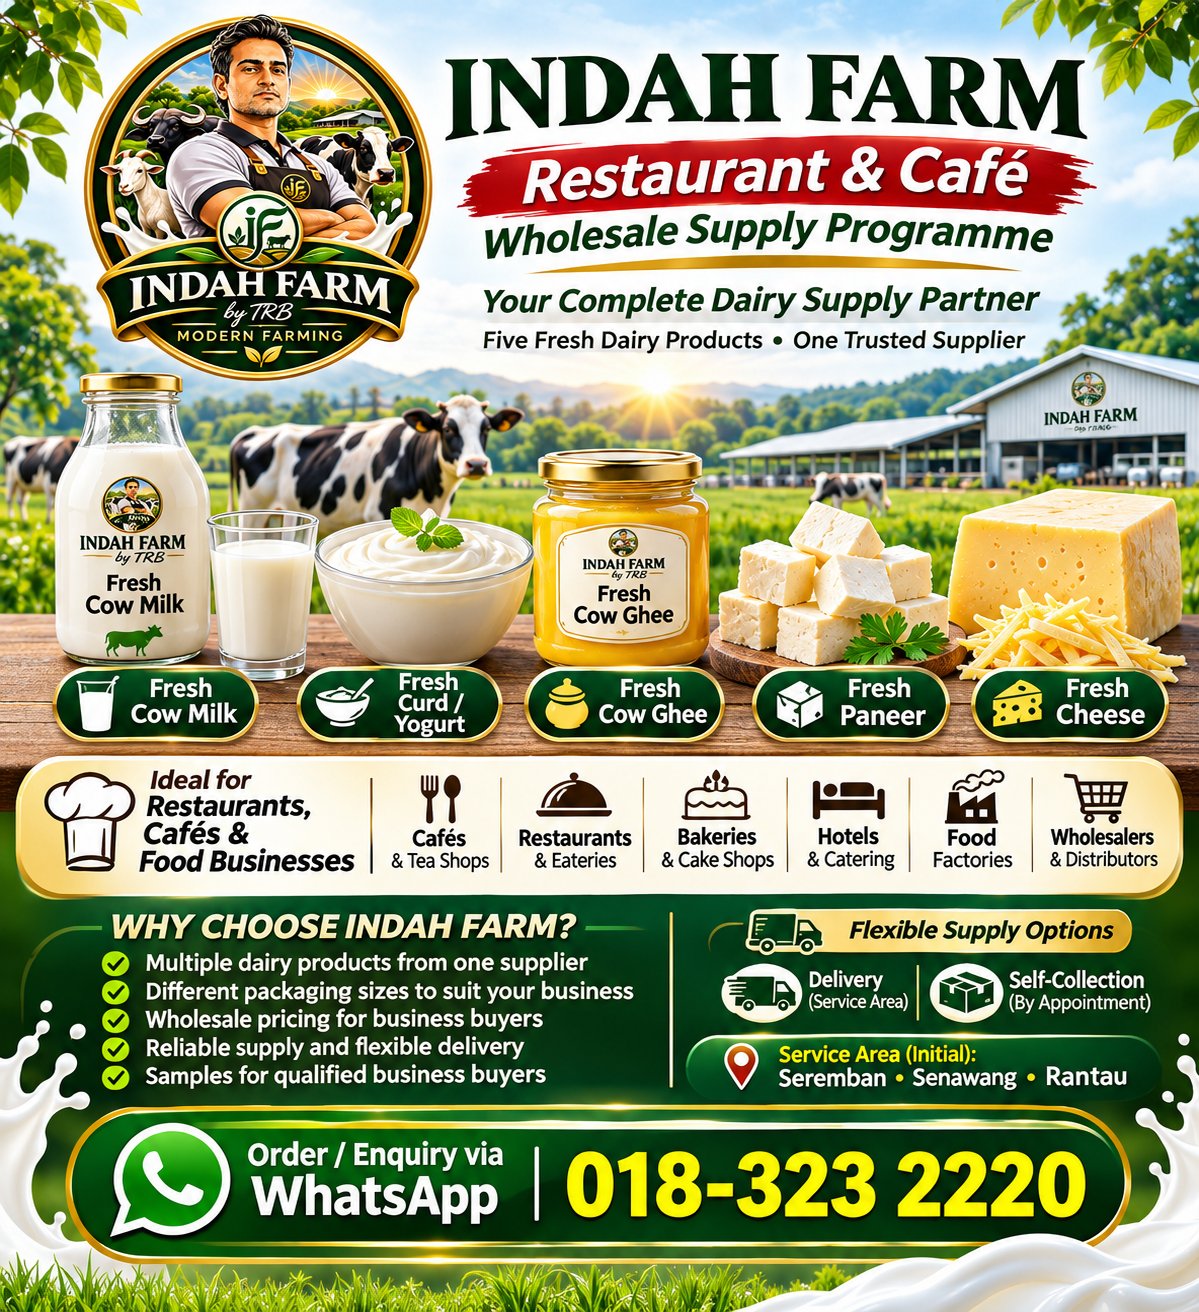 INDAH FARM
by TRB
MODERN FARMING
INDAH FARM
Restaurant & Café
Wholesale Supply Programme
Your Complete Dairy Supply Partner
Five Fresh Dairy Products • One Trusted Supplier
INDAH FARM
INDAH FARM
by TRB
Fresh
Cow Milk
INDAH FARM
by TRB
Fresh
Cow Ghee
Fresh
Cow Milk
Fresh
Curd /
Yogurt
Fresh
Cow Ghee
Fresh
Paneer
Fresh
Cheese
Ideal for
Restaurants,
Cafés &
Food Businesses
Cafés
& Tea Shops
Restaurants
& Eateries
Bakeries
& Cake Shops
Hotels
& Catering
Food
Factories
Wholesalers
& Distributors
WHY CHOOSE INDAH FARM?
Multiple dairy products from one supplier
Different packaging sizes to suit your business
Wholesale pricing for business buyers
Reliable supply and flexible delivery
Samples for qualified business buyers
Flexible Supply Options
Delivery
(Service Area)
Self-Collection
(By Appointment)
Service Area (Initial):
Seremban • Senawang • Rantau
Order / Enquiry via
WhatsApp
018-323 2220